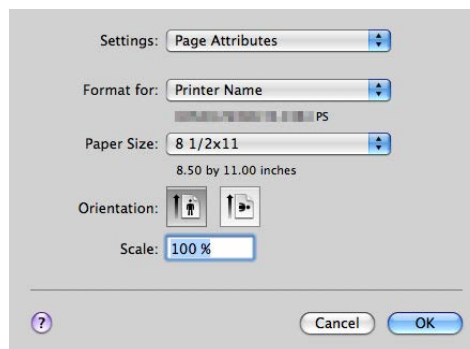 Settings: Page Attributes
Format for: Printer Name
PS
Paper Size: 8 1/2x11
8.50 by 11.00 inches
Orientation:
Scale: 100 %
? Cancel OK